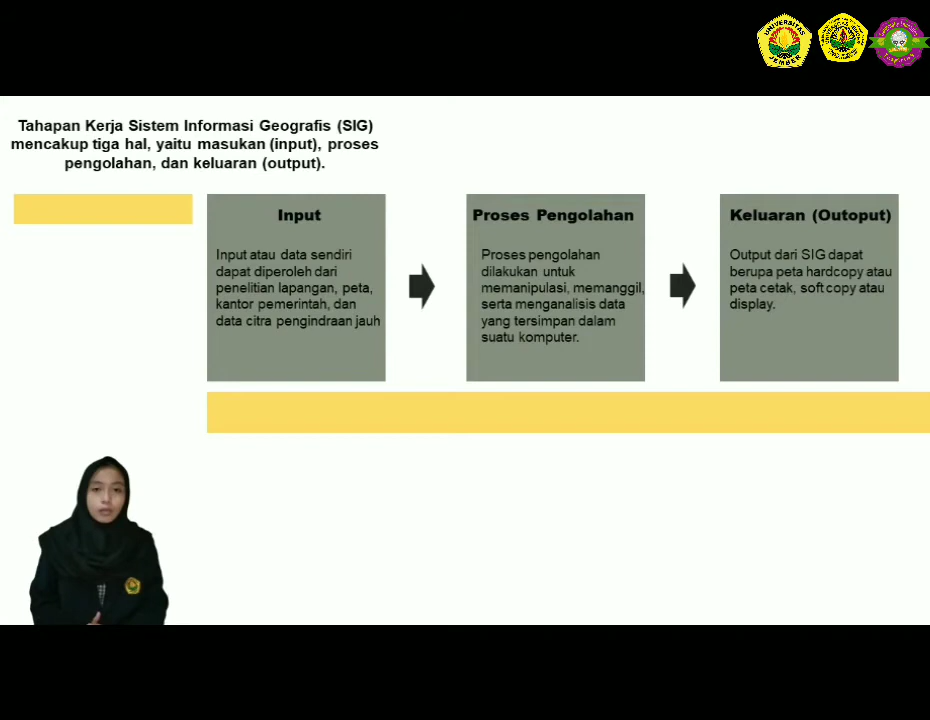 UNIVERSITAS
JEMBER
Tahapan Kerja Sistem Informasi Geografis (SIG)
mencakup tiga hal, yaitu masukan (input), proses
pengolahan, dan keluaran (output).
Input
Input atau data sendiri
dapat diperoleh dari
penelitian lapangan, peta,
kantor pemerintah, dan
data citra pengindraan jauh
Proses Pengolahan
Proses pengolahan
dilakukan untuk
memanipulasi, memanggil,
serta menganalisis data
yang tersimpan dalam
suatu komputer.
Keluaran (Outoput)
Output dari SIG dapat
berupa peta hardcopy atau
peta cetak, soft copy atau
display.